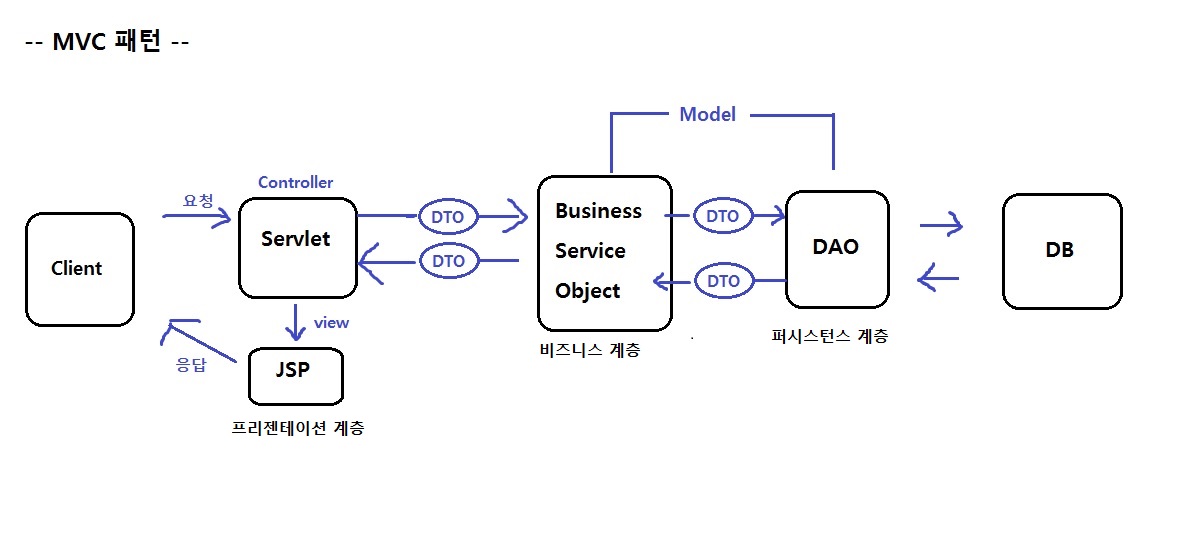 -- MVC 패턴 --
Model
Controller
요청
Client
Servlet
DTO
DTO
Business
Service
Object
DTO
DTO
DAO
DB
view
응답
JSP
프리젠테이션 계층
비즈니스 계층
퍼시스턴스 계층